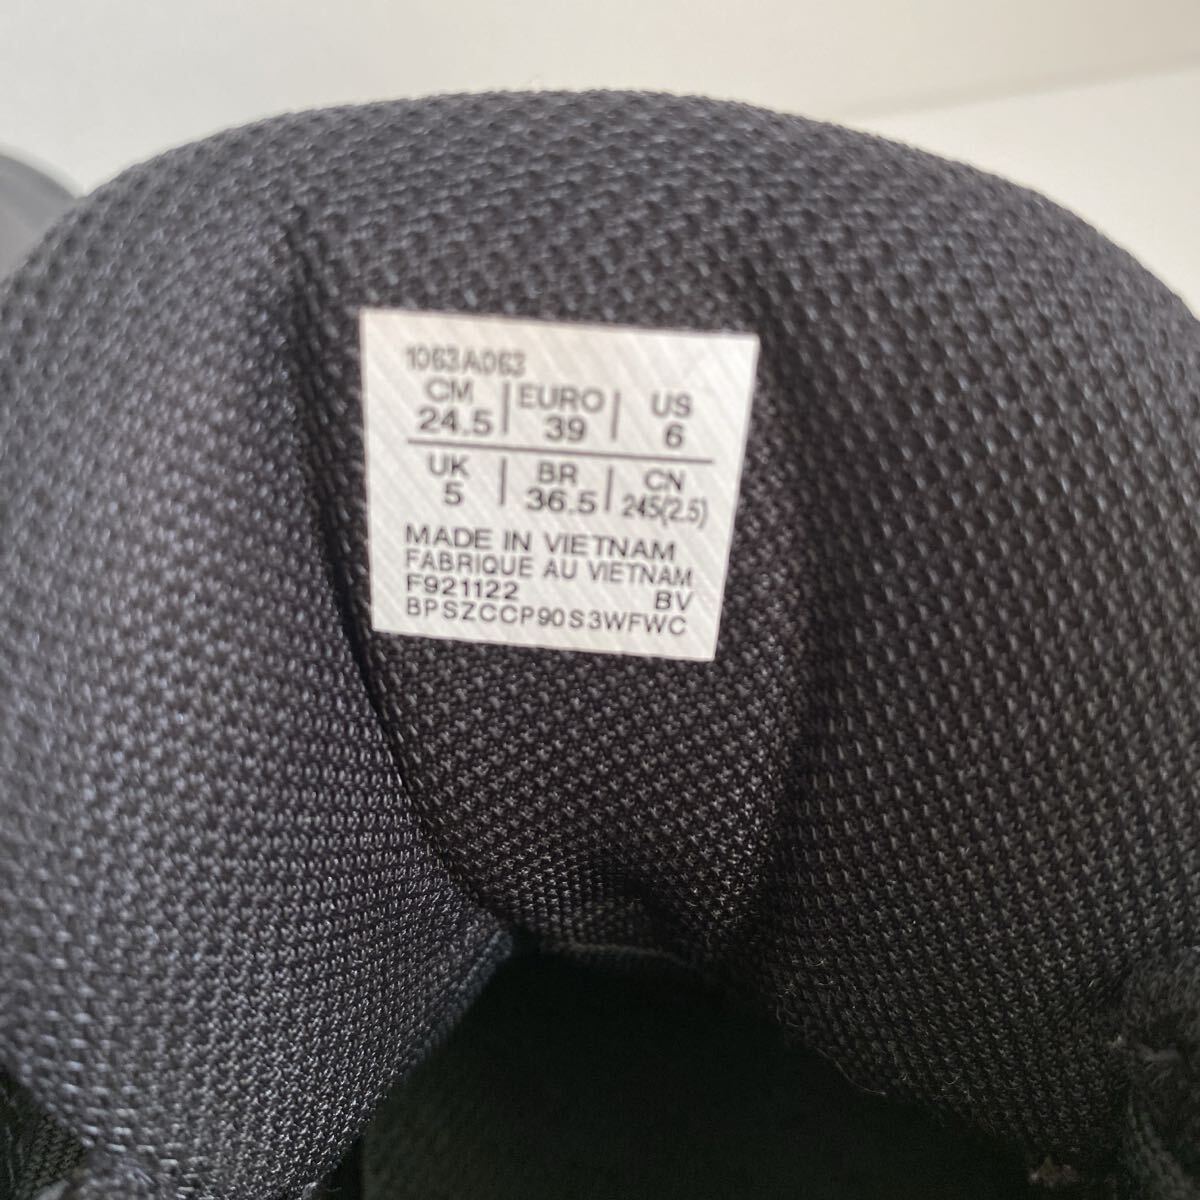 1063A063
CM | EURO | US
24.5 | 39 | 6
UK | BR | CN
5 | 36.5 | 245(2.5)
MADE IN VIETNAM
FABRIQUE AU VIETNAM
F921122 BV
BPSZCCP90S3WFWC